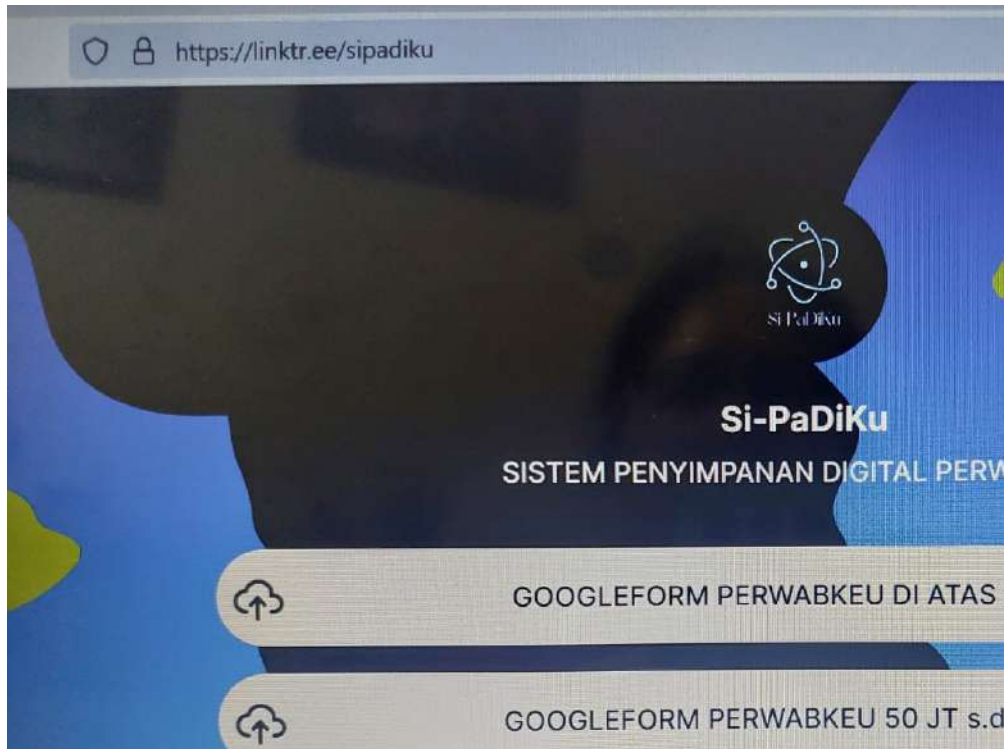 https://linktr.ee/sipadiku
Si-PaDiKu
Si-PaDiKu
SISTEM PENYIMPANAN DIGITAL PERW
GOOGLEFORM PERWABKEU DI ATAS
GOOGLEFORM PERWABKEU 50 JT s.d